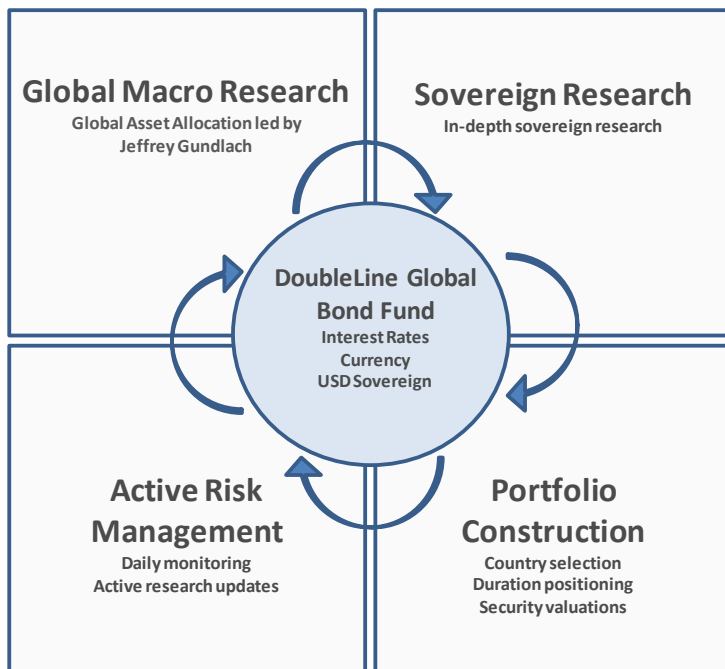 Global Macro Research
Global Asset Allocation led by
Jeffrey Gundlach
Sovereign Research
In-depth sovereign research
DoubleLine Global
Bond Fund
Interest Rates
Currency
USD Sovereign
Active Risk
Management
Daily monitoring
Active research updates
Portfolio
Construction
Country selection
Duration positioning
Security valuations